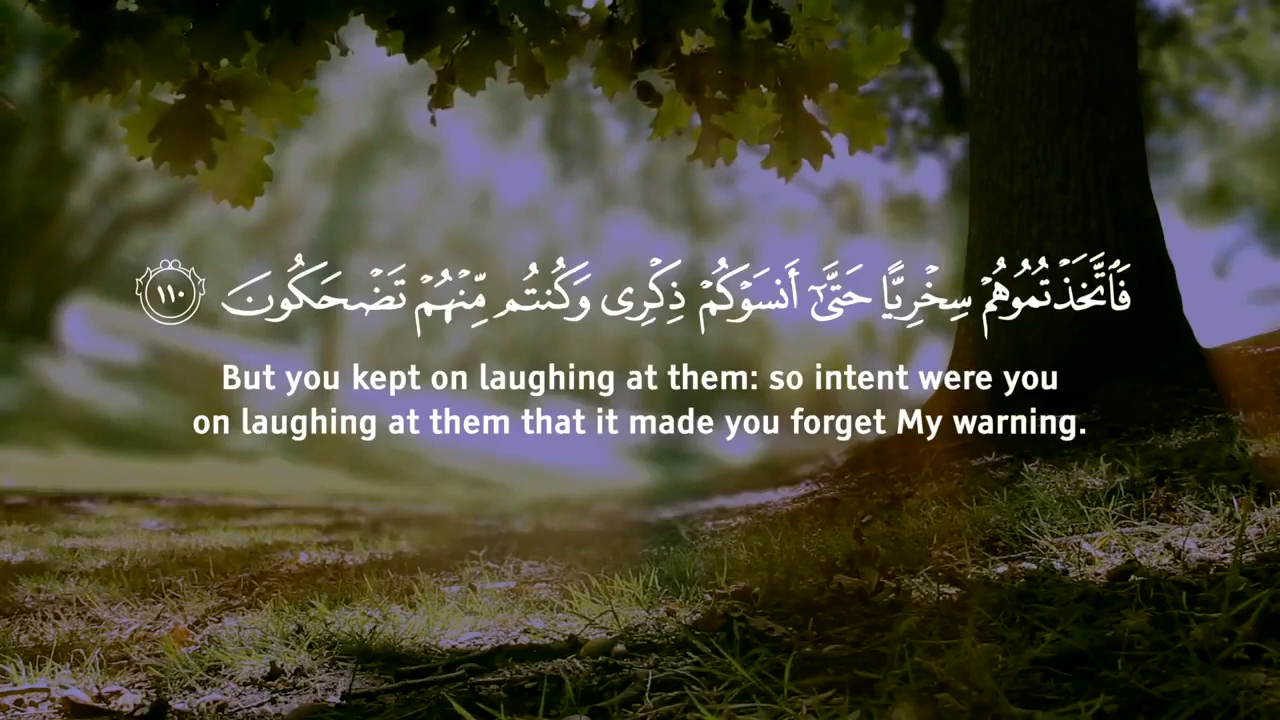 فَٱتَّخَذْتُمُوهُمْ سِخْرِيًّا حَتَّىٰٓ أَنسَوْكُمْ ذِكْرِى وَكُنتُم مِّنْهُمْ تَضْحَكُونَ ١١٠
But you kept on laughing at them: so intent were you
on laughing at them that it made you forget My warning.